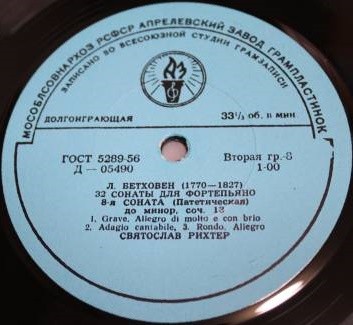 МОСОБЛСОВНАРХОЗ РСФСР АПРЕЛЕВСКИЙ ЗАВОД ГРАМПЛАСТИНОК
ЗАПИСАНО ВО ВСЕСОЮЗНОЙ СТУДИИ ГРАМЗАПИСИ
ДОЛГОИГРАЮЩАЯ 33⅓ об. в мин
ГОСТ 5289-56 Вторая гр.-8
Д — 05490 1-00
Л. БЕТХОВЕН (1770—1827)
32 СОНАТЫ ДЛЯ ФОРТЕПЬЯНО
8-я СОНАТА (Патетическая)
до минор, соч. 13
1. Grave, Allegro di molto e con brio
2. Adagio cantabile, 3. Rondo. Allegro
СВЯТОСЛАВ РИХТЕР